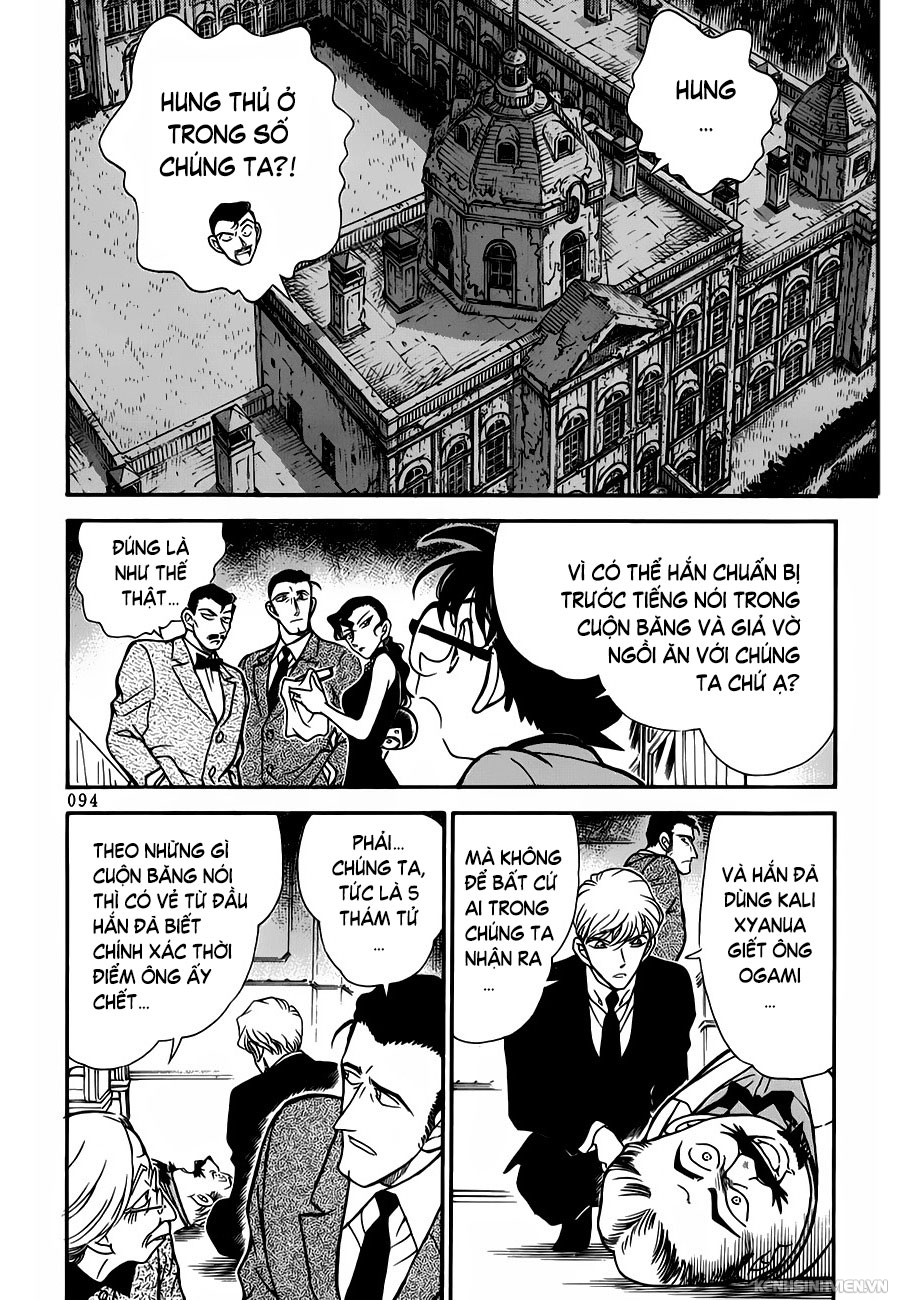 HUNG
...
HUNG THỦ Ở
TRONG SỐ
CHÚNG TA?!
VÌ CÓ THỂ HẮN CHUẨN BỊ
TRƯỚC TIẾNG NÓI TRONG
CUỘN BĂNG VÀ GIẢ VỜ
NGỒI ĂN VỚI CHÚNG
TA CHỨ Ạ?
ĐÚNG LÀ
NHƯ THẾ
THẬT...
094
VÀ HẮN ĐÃ
DÙNG KALI
XYANUA
GIẾT ÔNG
OGAMI
...
MÀ KHÔNG
ĐỂ BẤT CỨ
AI TRONG
CHÚNG TA
NHẬN RA
...
PHẢI...
CHÚNG TA,
TỨC LÀ 5
THÁM TỬ
...
THEO NHỮNG GÌ
CUỘN BĂNG NÓI
THÌ CÓ VẺ TỪ ĐẦU
HẮN ĐÃ BIẾT
CHÍNH XÁC THỜI
ĐIỂM ÔNG ẤY
CHẾT...
KENHSINHVIEN.VN